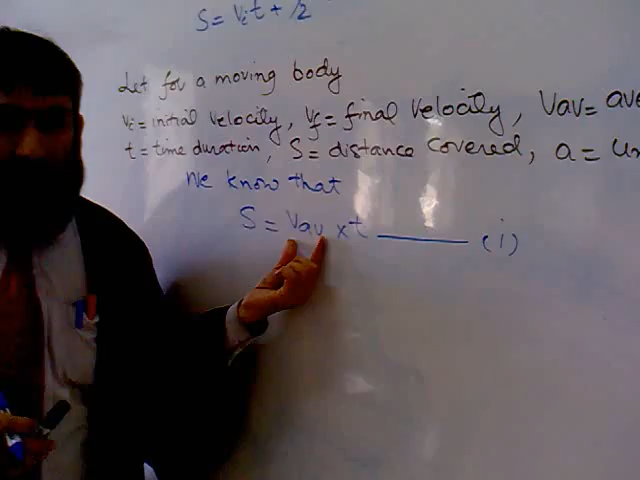 S = Vit + 1/2
Let for a moving body
Vi = initial velocity, Vf = final velocity, Vav = ave
t = time duration, S = distance covered, a = un
We know that
S = Vav × t ——— (i)